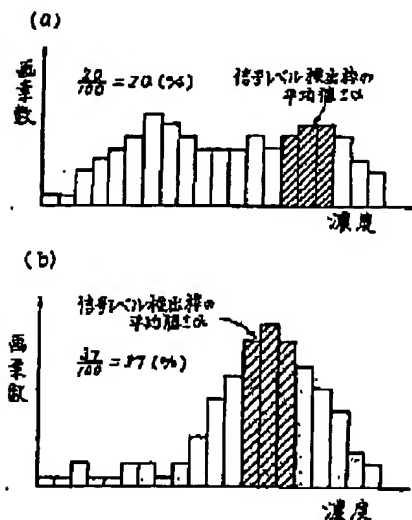 (a)
画素数
20/100 = 20(%)
信号レベル検出枠の
平均値±α
濃度
(b)
信号レベル検出枠の
平均値±α
画素数
37/100 = 37(%)
濃度